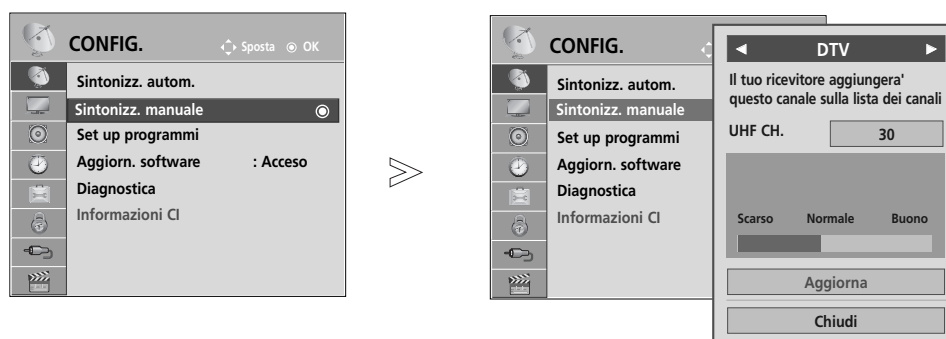 CONFIG.
Sposta OK
Sintonizz. autom.
Sintonizz. manuale
Set up programmi
Aggiorn. software : Acceso
Diagnostica
Informazioni CI
CONFIG.
Sintonizz. autom.
Sintonizz. manuale
Set up programmi
Aggiorn. software
Diagnostica
Informazioni CI
DTV
Il tuo ricevitore aggiungera'
questo canale sulla lista dei canali
UHF CH. 30
Scarso Normale Buono
Aggiorna
Chiudi